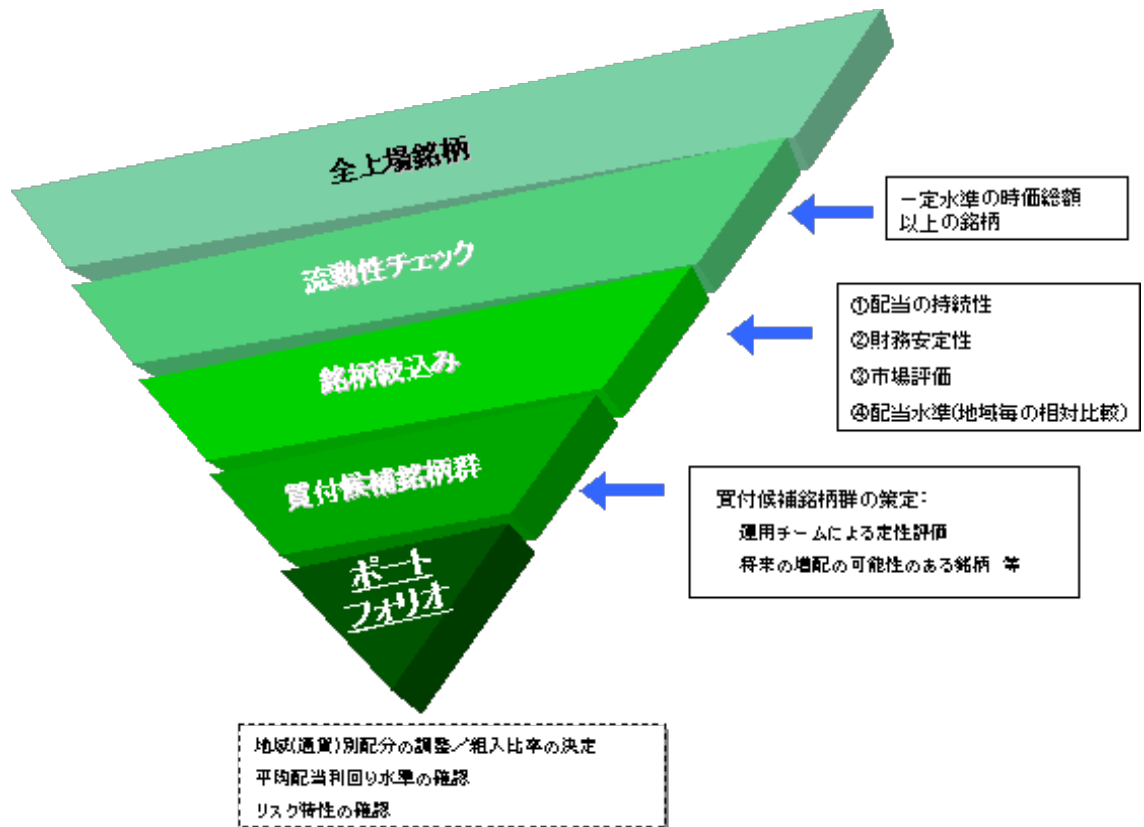 全上場銘柄
一定水準の時価総額
以上の銘柄
流動性チェック
①配当の持続性
②財務安定性
③市場評価
④配当水準(地域毎の相対比較)
銘柄絞込み
買付候補銘柄群
買付候補銘柄群の策定：
運用チームによる定性評価
将来の増配の可能性のある銘柄 等
ポート
フォリオ
地域(通貨)別配分の調整／組入比率の決定
平均配当利回り水準の確認
リスク特性の確認